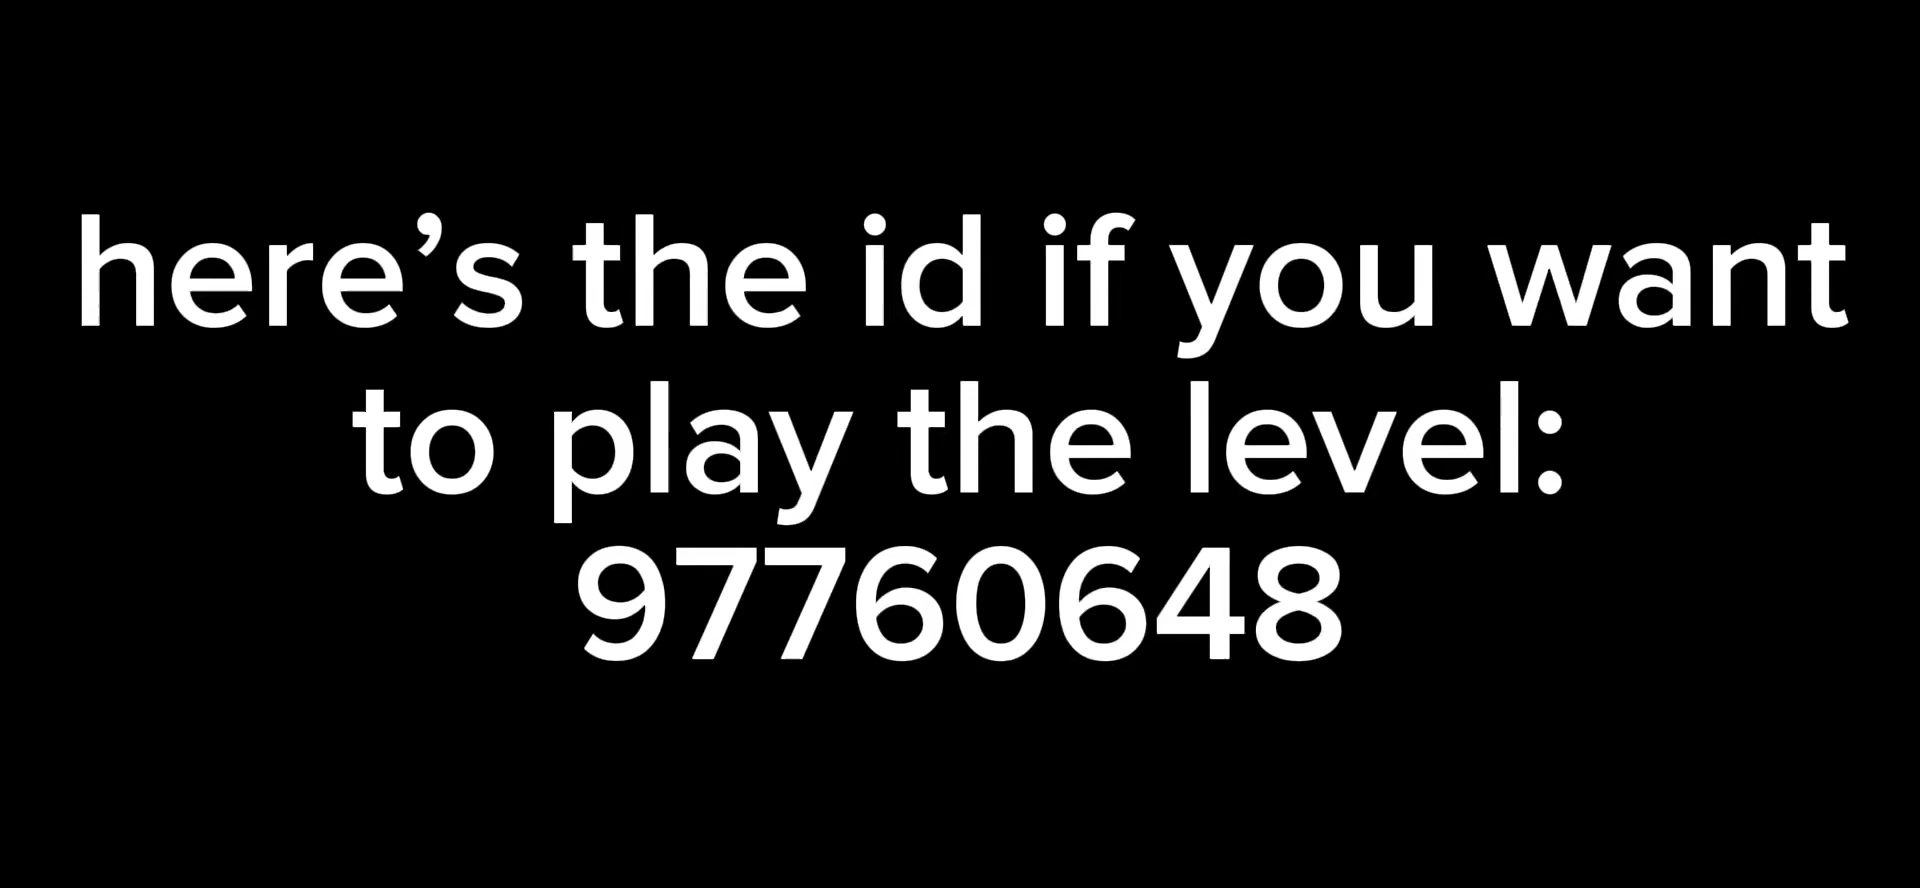 here’s the id if you want
to play the level:
97760648